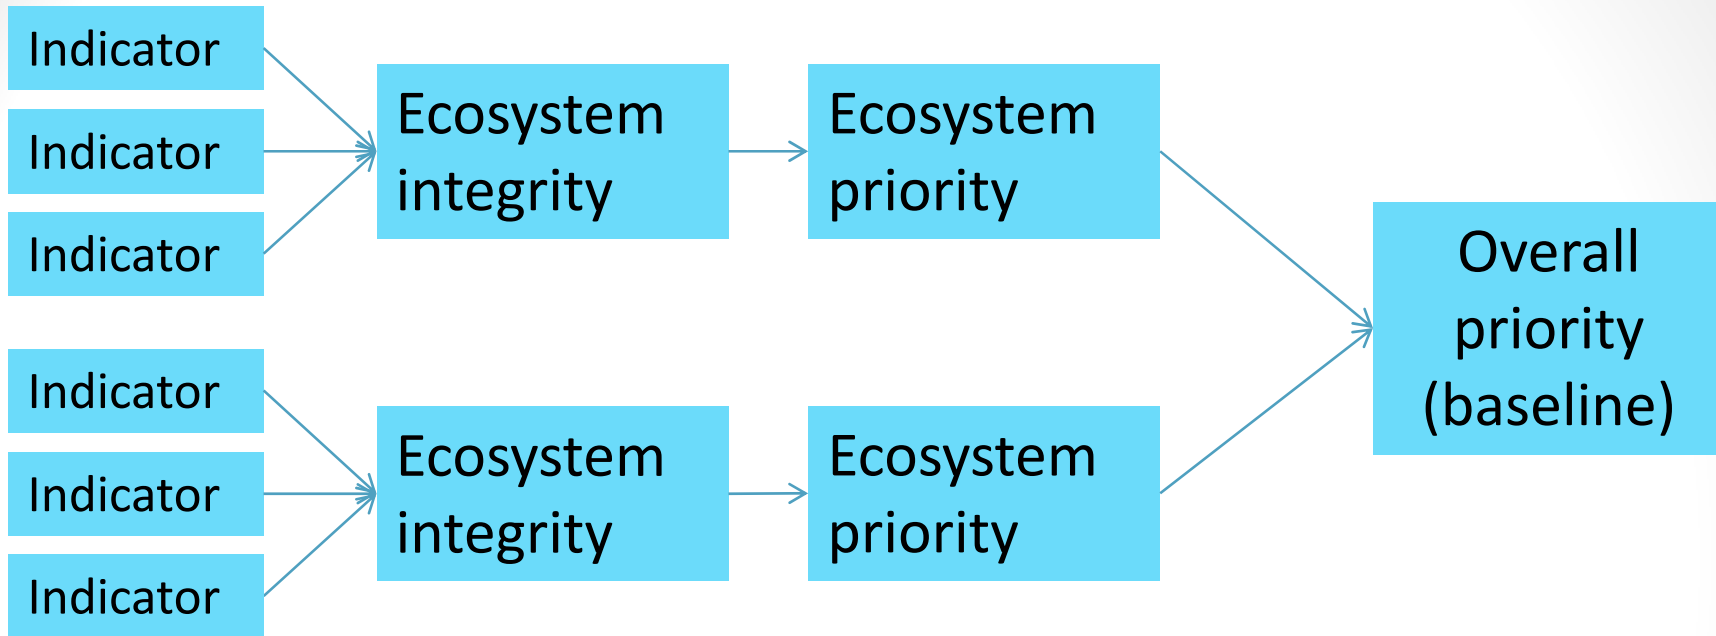 Indicator
Indicator
Indicator
Ecosystem
integrity
Ecosystem
priority
Indicator
Indicator
Indicator
Ecosystem
integrity
Ecosystem
priority
Overall
priority
(baseline)